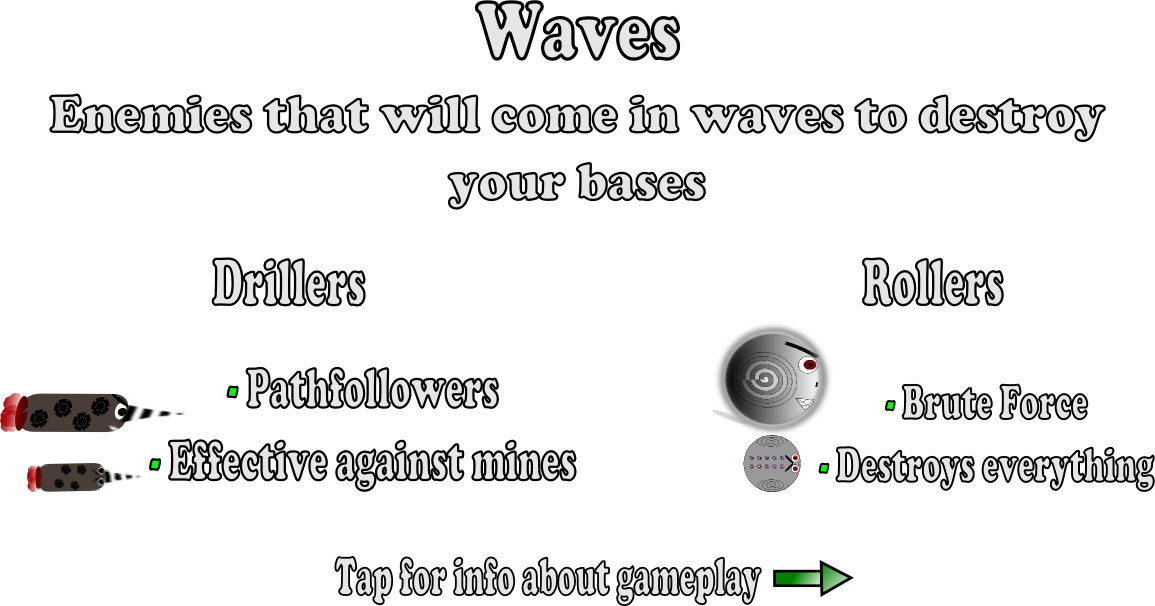 Waves
Enemies that will come in waves to destroy
your bases
Drillers
Pathfollowers
Effective against mines
Rollers
Brute Force
Destroys everything
Tap for info about gameplay